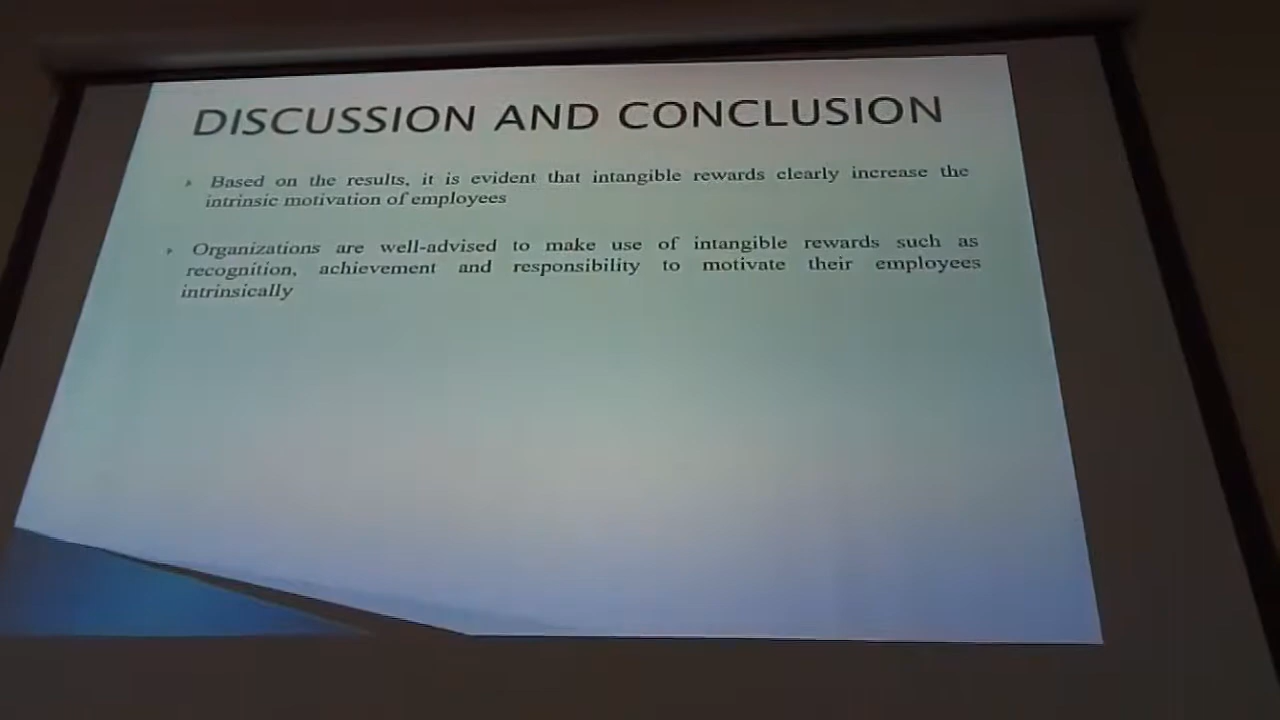 DISCUSSION AND CONCLUSION
Based on the results, it is evident that intangible rewards clearly increase the
intrinsic motivation of employees
Organizations are well-advised to make use of intangible rewards such as
recognition, achievement and responsibility to motivate their employees
intrinsically